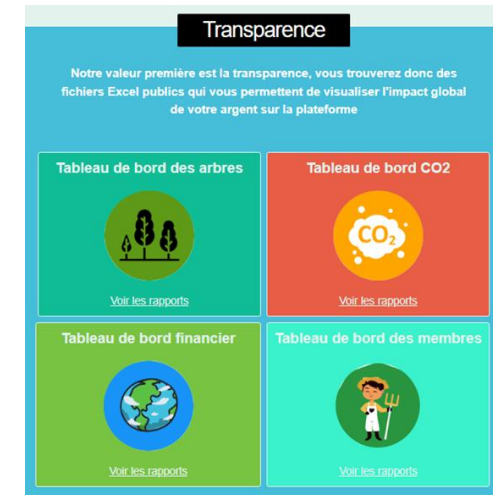 Transparence
Notre valeur première est la transparence, vous trouverez donc des
fichiers Excel publics qui vous permettent de visualiser l'impact global
de votre argent sur la plateforme
Tableau de bord des arbres
Voir les rapports
Tableau de bord CO2
CO2
Voir les rapports
Tableau de bord financier
Voir les rapports
Tableau de bord des membres
Voir les rapports